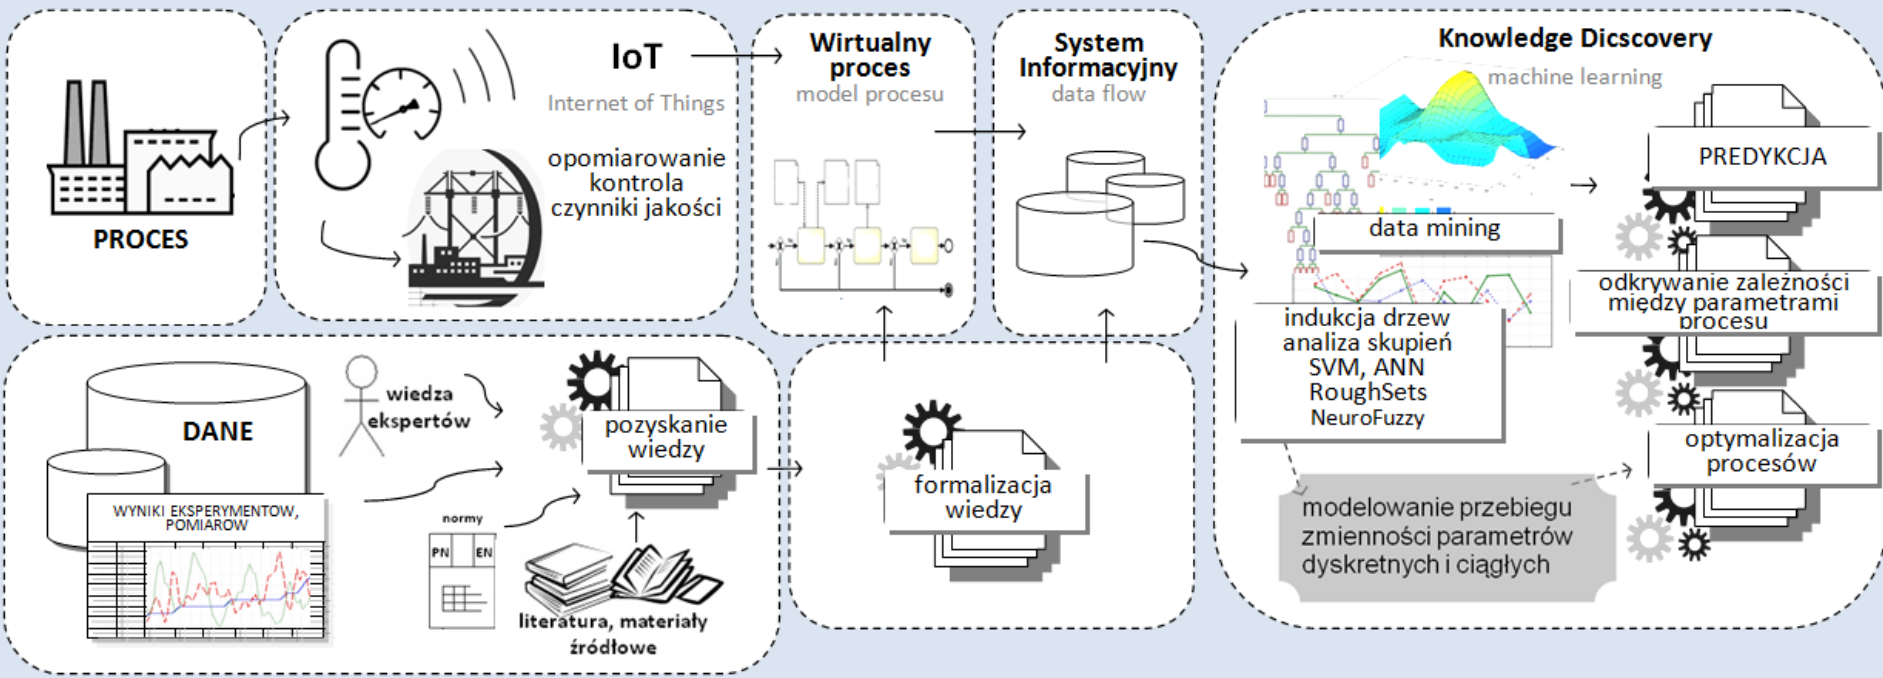 PROCES
IoT
Internet of Things
opomiarowanie
kontrola
czynniki jakości
Wirtualny
proces
model procesu
System
Informacyjny
data flow
Knowledge Dicscovery
machine learning
data mining
indukcja drzew
analiza skupień
SVM, ANN
RoughSets
NeuroFuzzy
PREDYKCJA
odkrywanie zależności
między parametrami
procesu
optymalizacja
procesów
modelowanie przebiegu
zmienności parametrów
dyskretnych i ciągłych
DANE
WYNIKI EKSPERYMENTOW,
POMIAROW
wiedza
ekspertów
normy
PN EN
literatura, materiały
źródłowe
pozyskanie
wiedzy
formalizacja
wiedzy